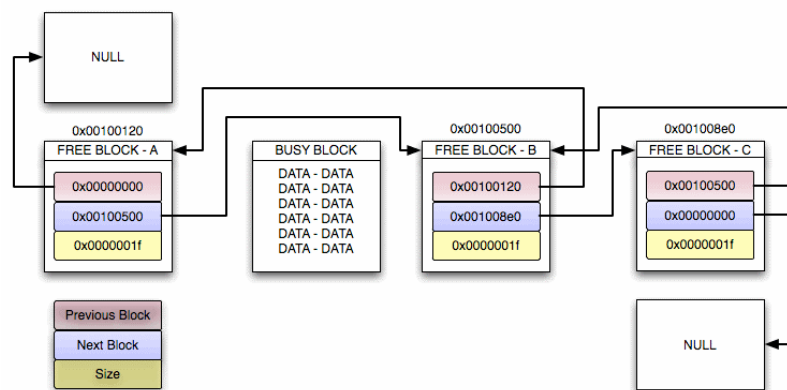 NULL
0x00100120
FREE BLOCK - A
0x00000000
0x00100500
0x0000001f
BUSY BLOCK
DATA - DATA
DATA - DATA
DATA - DATA
DATA - DATA
DATA - DATA
DATA - DATA
0x00100500
FREE BLOCK - B
0x00100120
0x001008e0
0x0000001f
0x001008e0
FREE BLOCK - C
0x00100500
0x00000000
0x0000001f
Previous Block
Next Block
Size
NULL